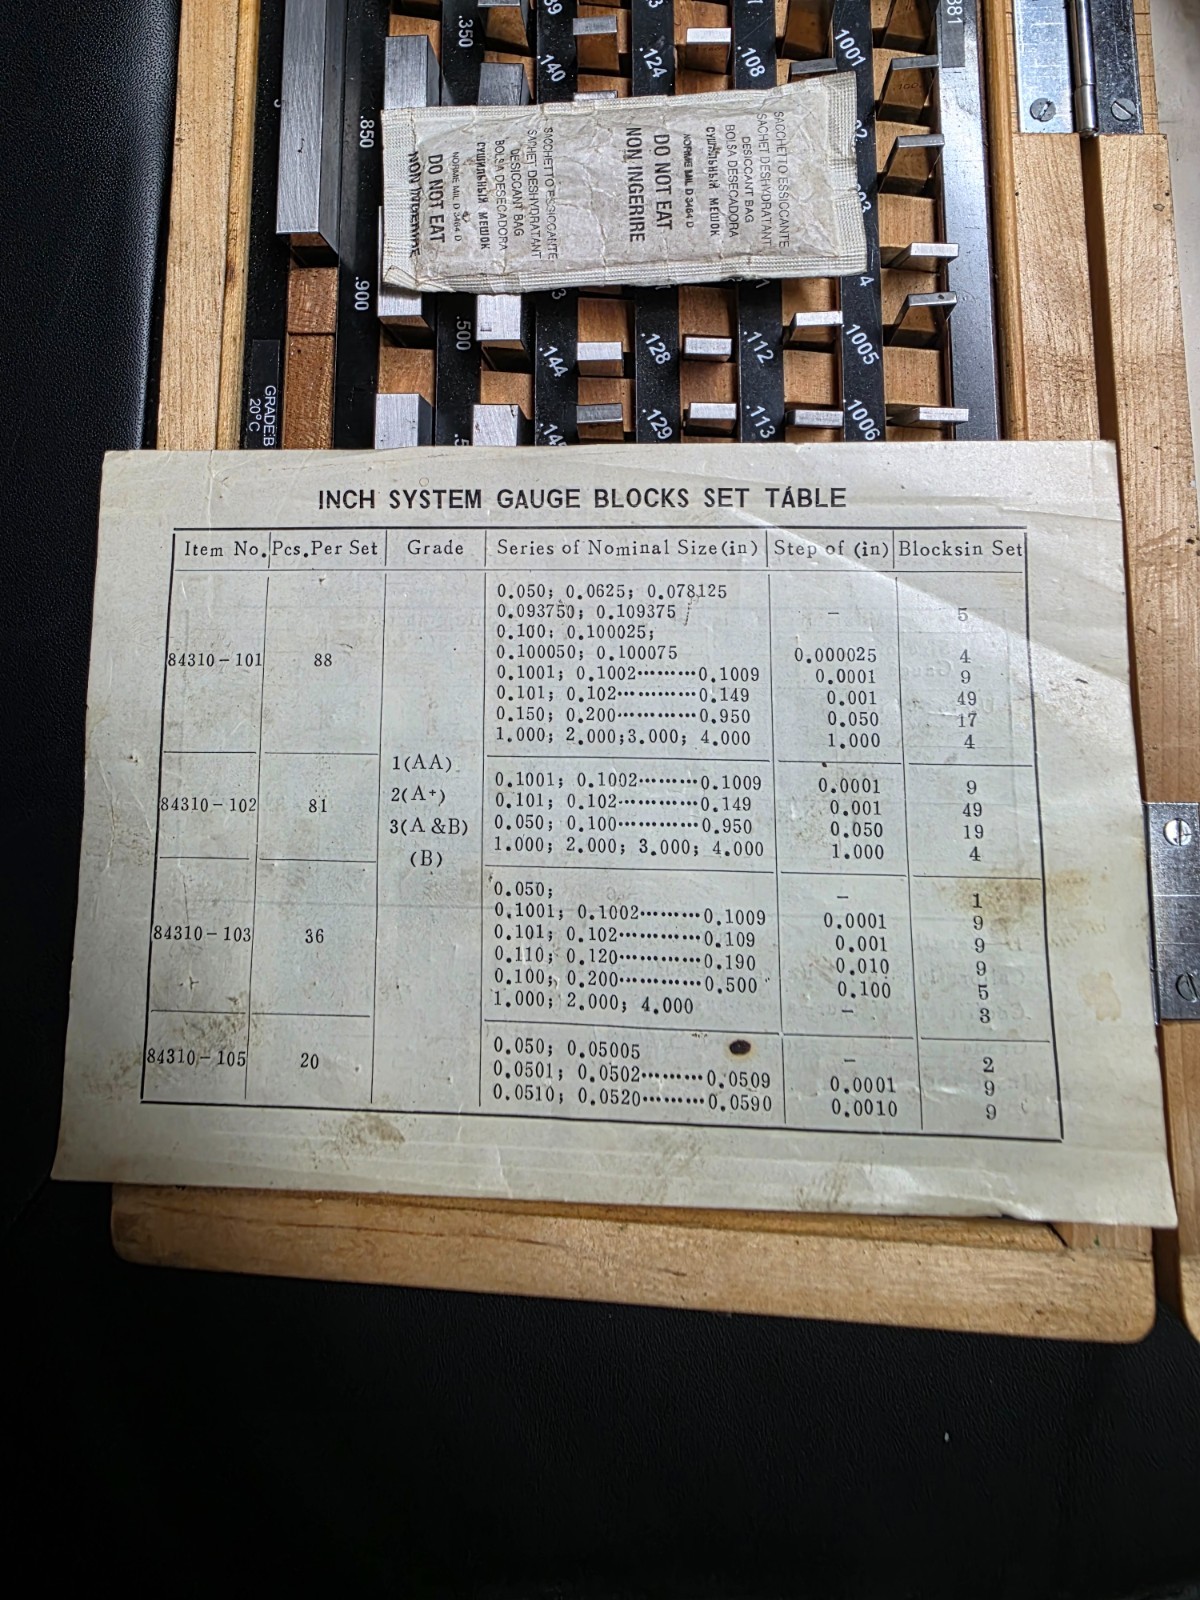 .350
.140
.124
.108
1001
881
.850
SACCHETTO ESSICCANTE
SACHET DESHYDRATANT
DESICCANT BAG
BOLSA DESECADORA
СУШИЛЬНЫЙ МЕШОК
NORME MIL D 3464 D
DO NOT EAT
NON INGERIRE
SACCHETTO ESSICCANTE
SACHET DESHYDRATANT
DESICCANT BAG
BOLSA DESECADORA
СУШИЛЬНЫЙ МЕШОК
NORME MIL D 3464 D
DO NOT EAT
NON INGERIRE
.900
.500
.144
.128
.112
.1005
.129
.113
.1006
GRADE:B
20°C
INCH SYSTEM GAUGE BLOCKS SET TABLE
Item No. Pcs.Per Set Grade Series of Nominal Size(in) Step of (in) Blocksin Set
84310-101 88
0.050; 0.0625; 0.078125
0.093750; 0.109375 - 5
0.100; 0.100025;
0.100050; 0.100075 0.000025 4
0.1001; 0.1002·········0.1009 0.0001 9
0.101; 0.102············0.149 0.001 49
0.150; 0.200············0.950 0.050 17
1.000; 2.000;3.000; 4.000 1.000 4
1(AA)
2(A+)
3(A &B)
(B)
84310-102 81
0.1001; 0.1002·········0.1009 0.0001 9
0.101; 0.102············0.149 0.001 49
0.050; 0.100············0.950 0.050 19
1.000; 2.000; 3.000; 4.000 1.000 4
84310-103 36
0.050; - 1
0.1001; 0.1002·········0.1009 0.0001 9
0.101; 0.102············0.109 0.001 9
0.110; 0.120············0.190 0.010 9
0.100; 0.200············0.500 0.100 5
1.000; 2.000; 4.000 - 3
84310-105 20
0.050; 0.05005 - 2
0.0501; 0.0502·········0.0509 0.0001 9
0.0510; 0.0520·········0.0590 0.0010 9